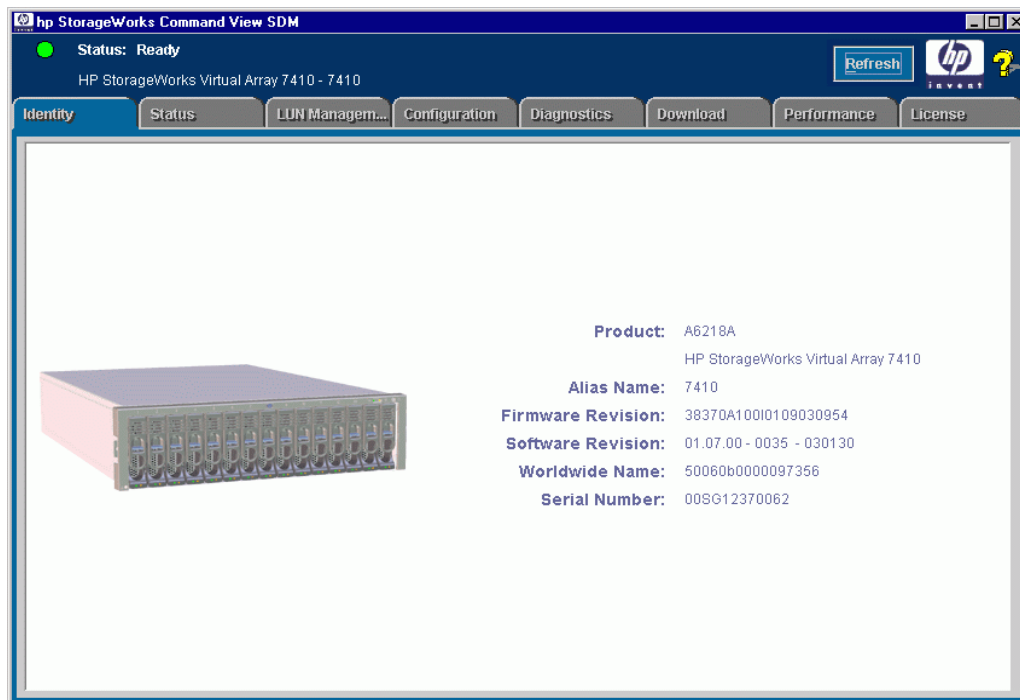 hp StorageWorks Command View SDM
Status: Ready
HP StorageWorks Virtual Array 7410 - 7410
Refresh
hp
invent
Identity
Status
LUN Managem...
Configuration
Diagnostics
Download
Performance
License
Product: A6218A
HP StorageWorks Virtual Array 7410
Alias Name: 7410
Firmware Revision: 38370A100I0109030954
Software Revision: 01.07.00 - 0035 - 030130
Worldwide Name: 50060b0000097356
Serial Number: 00SG12370062